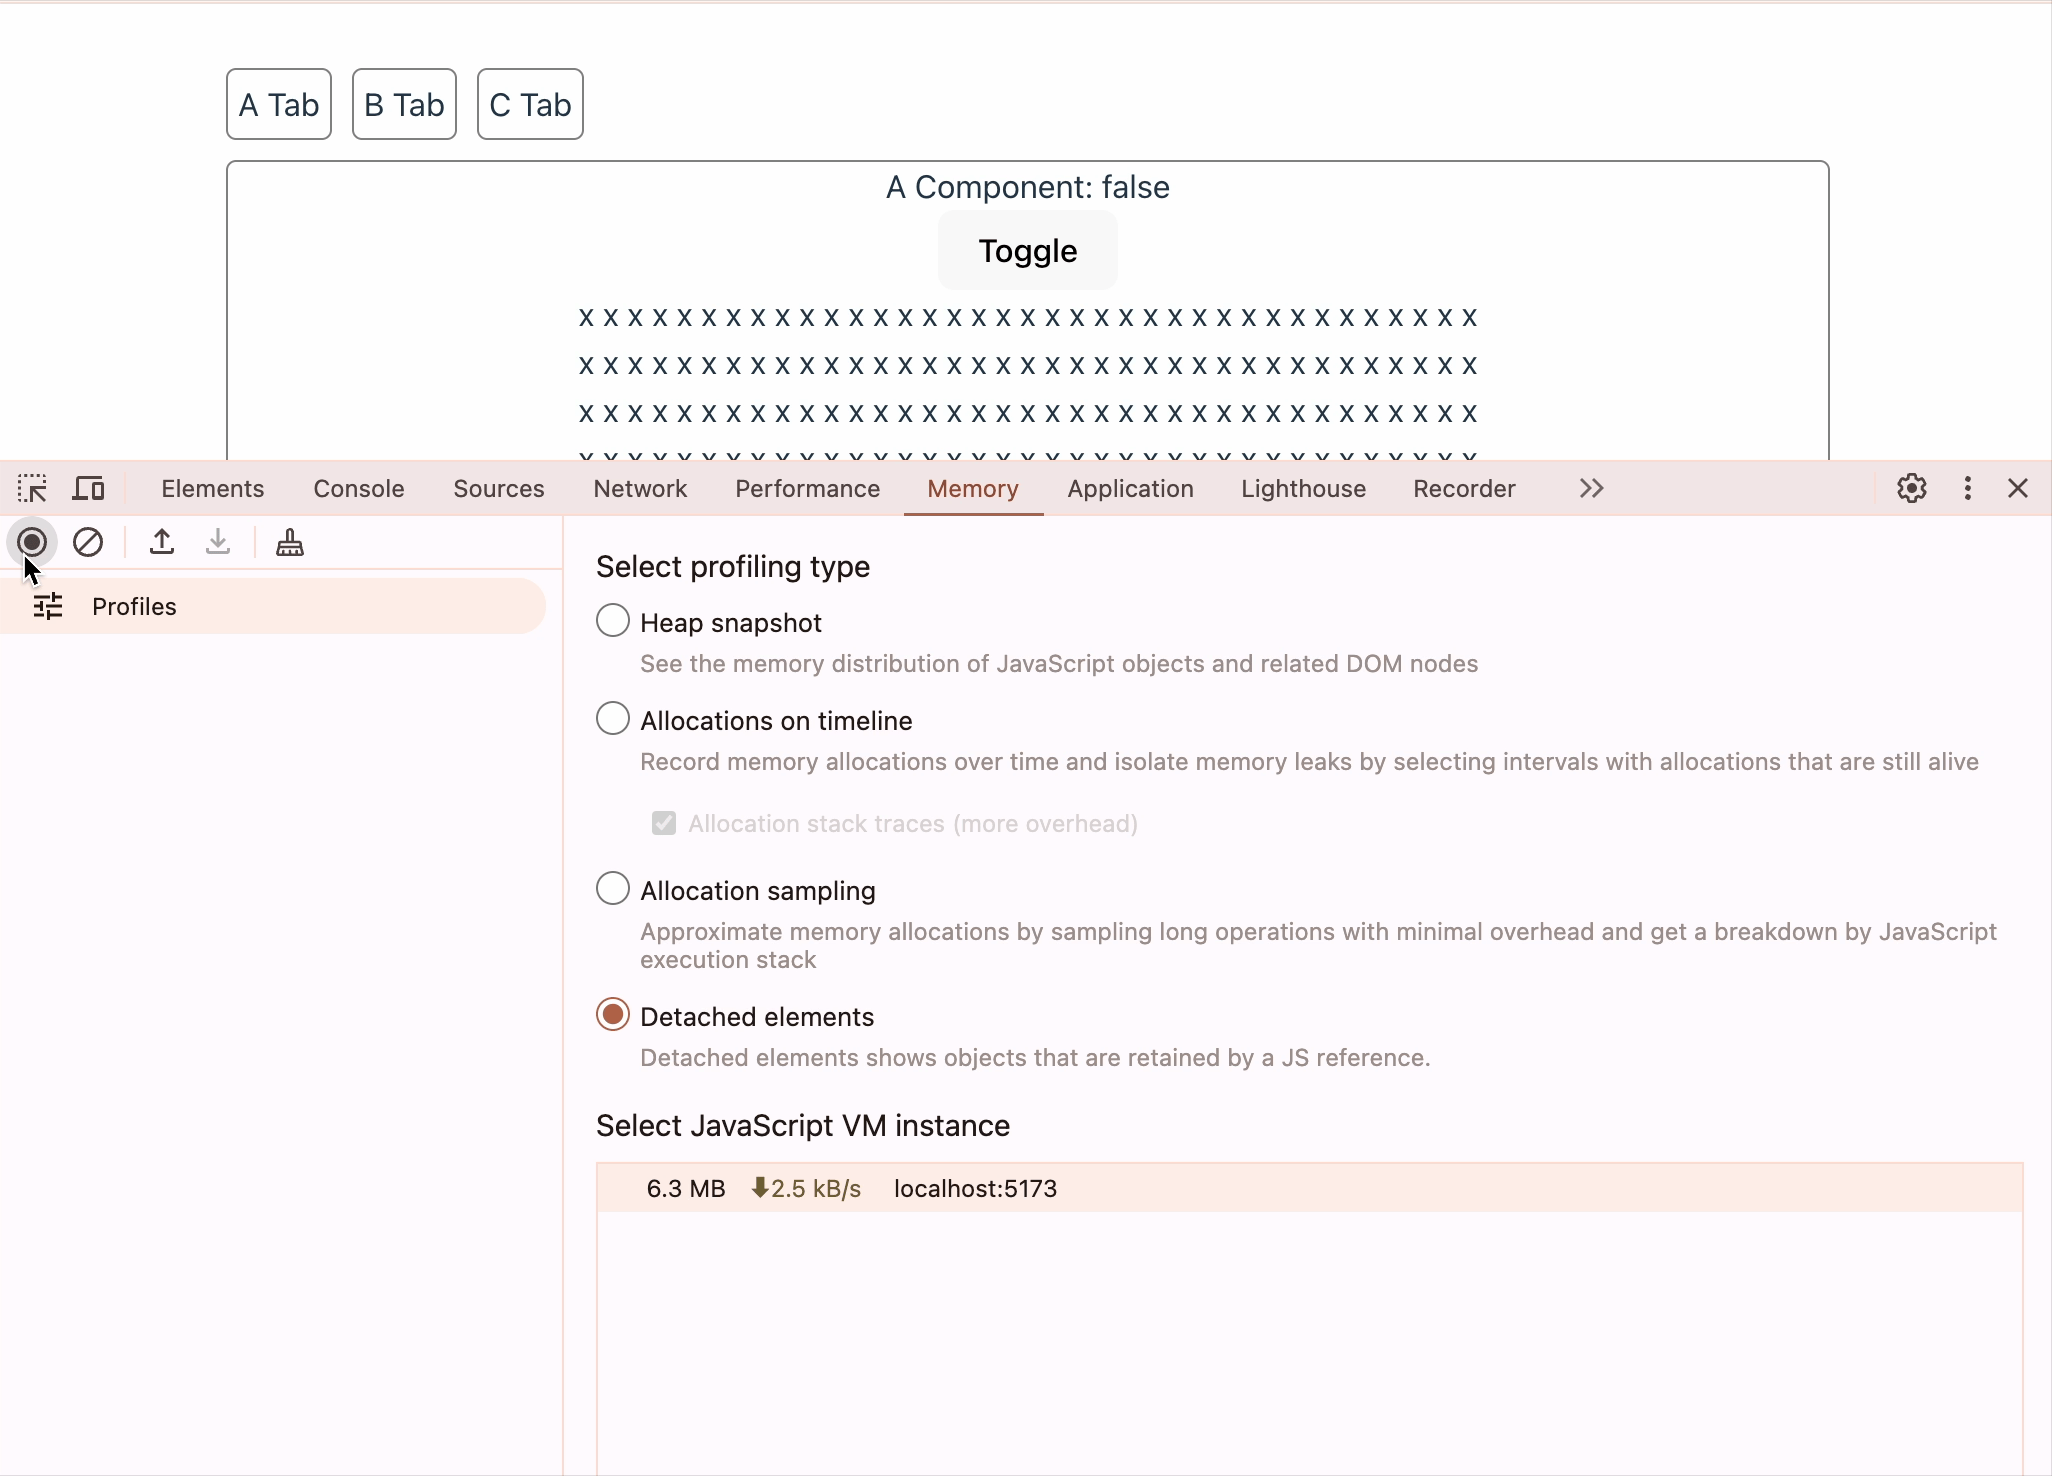 A Tab B Tab C Tab
A Component: false
Toggle
x x x x x x x x x x x x x x x x x x x x x x x x x x x x x x x x x x x x x
x x x x x x x x x x x x x x x x x x x x x x x x x x x x x x x x x x x x x
x x x x x x x x x x x x x x x x x x x x x x x x x x x x x x x x x x x x x
x x x x x x x x x x x x x x x x x x x x x x x x x x x x x x x x x x x x x
Elements Console Sources Network Performance Memory Application Lighthouse Recorder
Profiles
Select profiling type
Heap snapshot
See the memory distribution of JavaScript objects and related DOM nodes
Allocations on timeline
Record memory allocations over time and isolate memory leaks by selecting intervals with allocations that are still alive
Allocation stack traces (more overhead)
Allocation sampling
Approximate memory allocations by sampling long operations with minimal overhead and get a breakdown by JavaScript
execution stack
Detached elements
Detached elements shows objects that are retained by a JS reference.
Select JavaScript VM instance
6.3 MB 2.5 kB/s localhost:5173